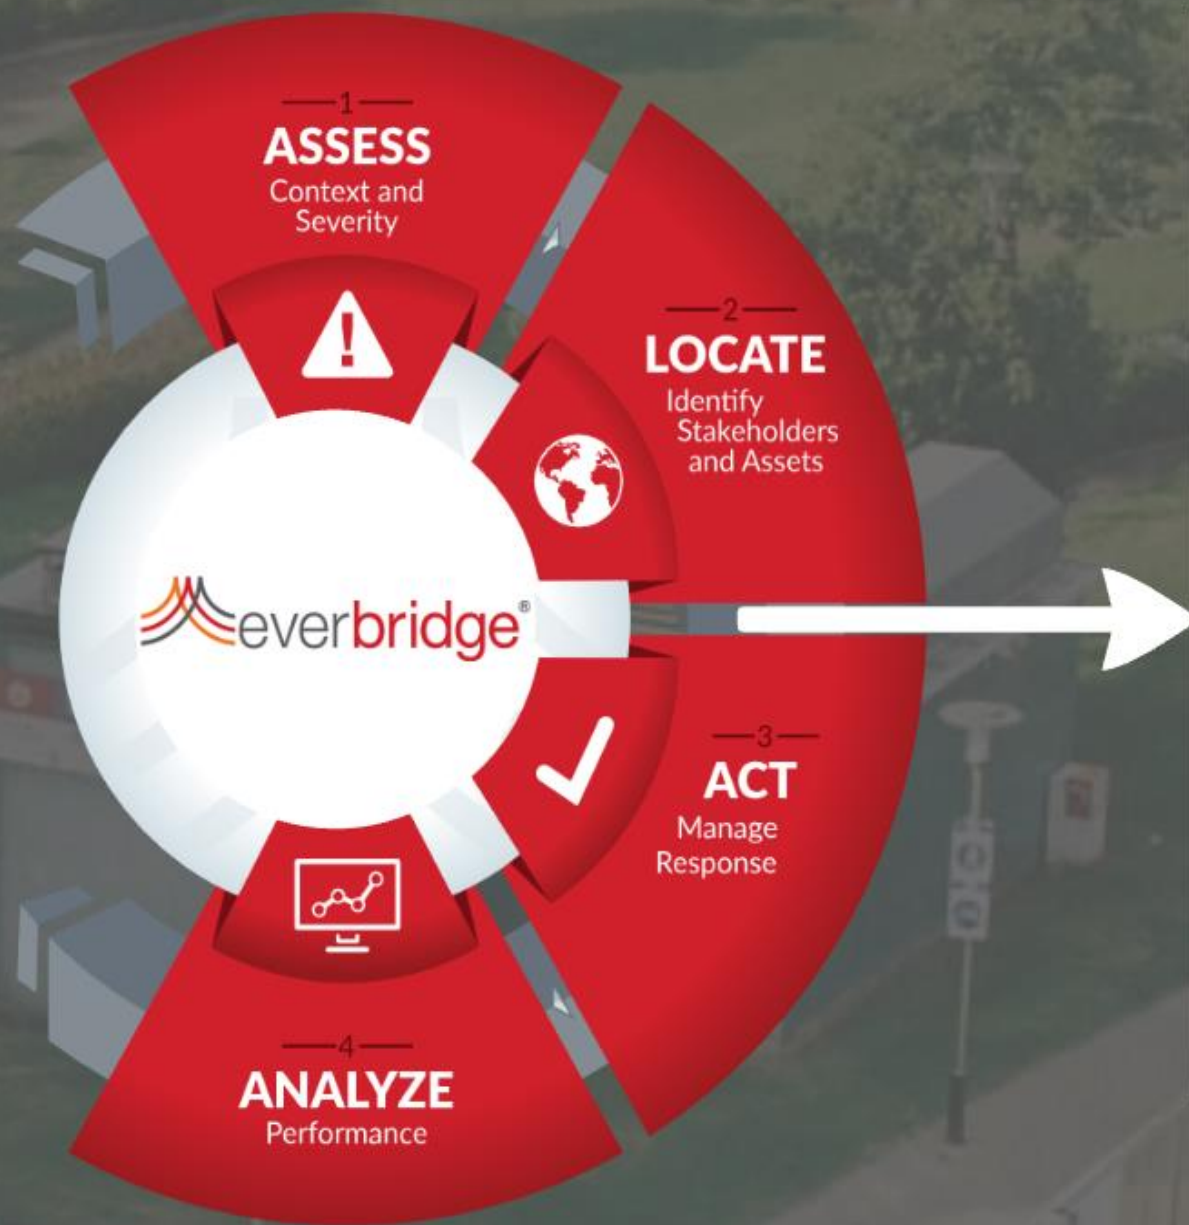 1
ASSESS
Context and
Severity
2
LOCATE
Identify
Stakeholders
and Assets
everbridge®
3
ACT
Manage
Response
4
ANALYZE
Performance